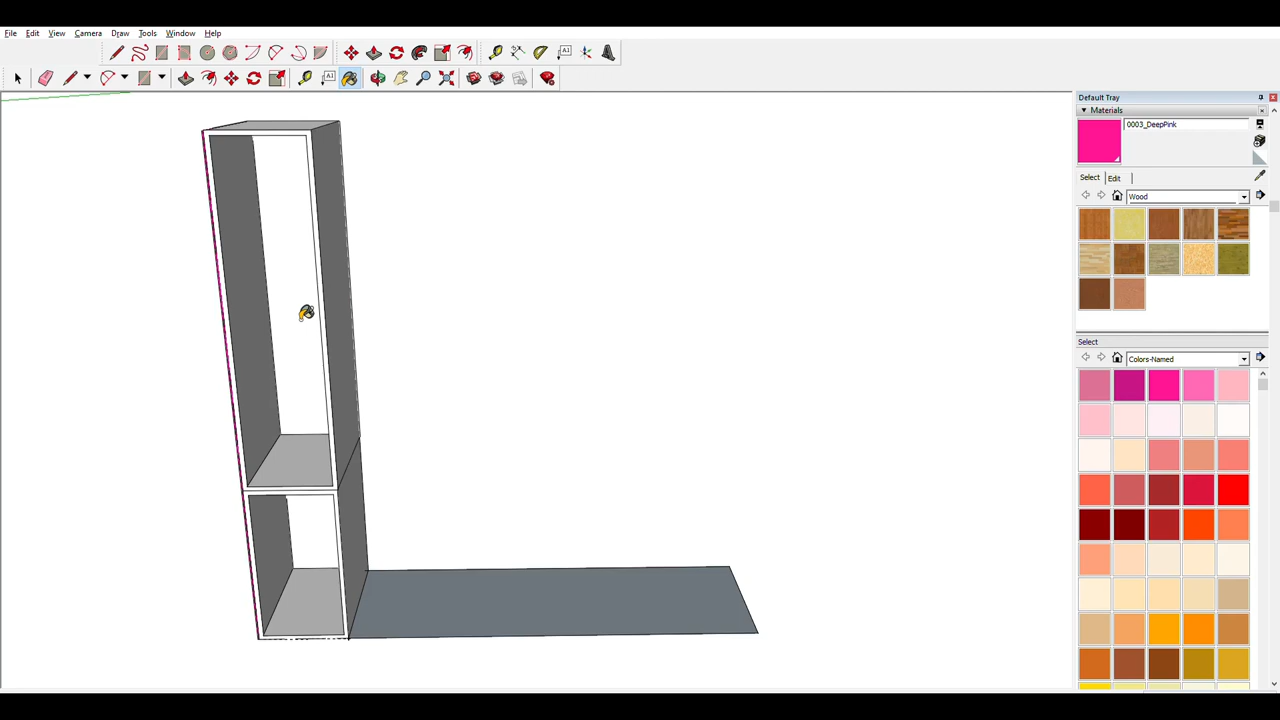 File Edit View Camera Draw Tools Window Help
Default Tray
Materials
0003_DeepPink
Select Edit
Wood
Select
Colors-Named